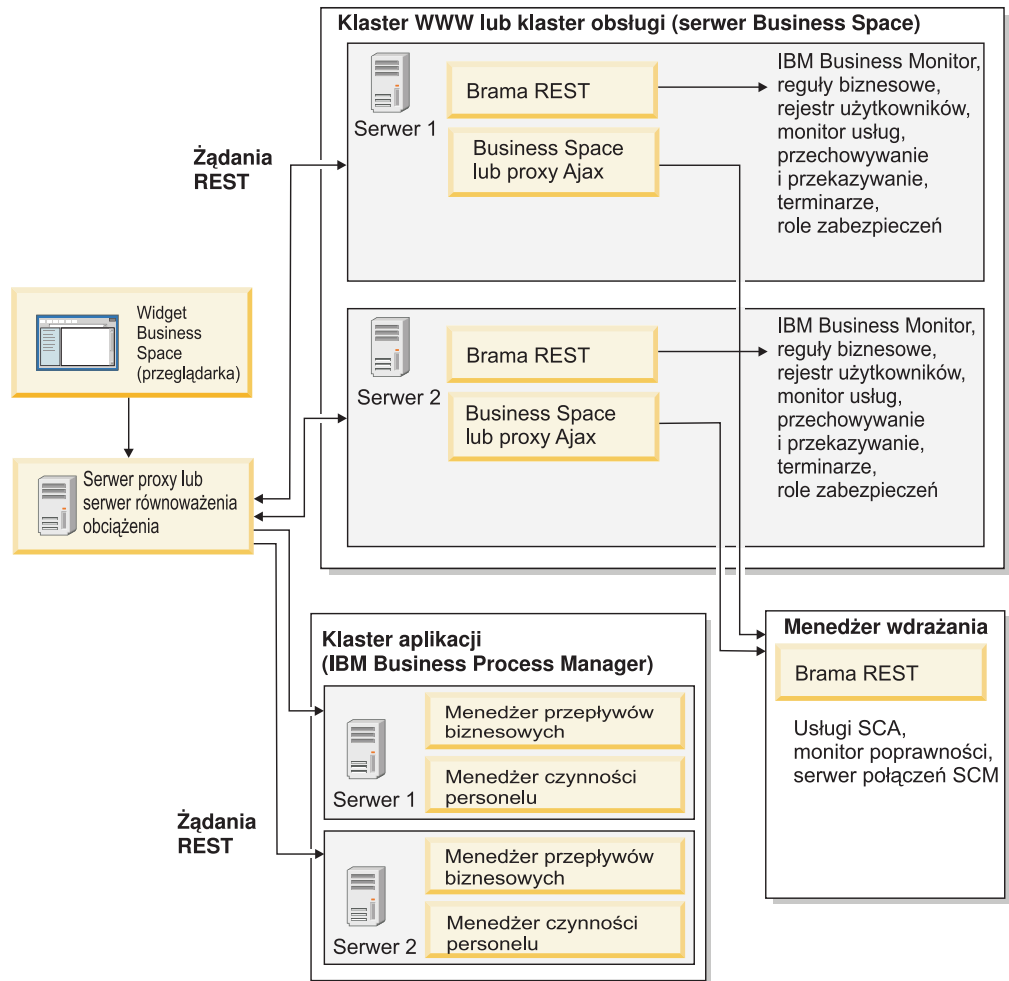 Klaster WWW lub klaster obsługi (serwer Business Space)
Serwer 1
Brama REST
Business Space
lub proxy Ajax
IBM Business Monitor,
reguły biznesowe,
rejestr użytkowników,
monitor usług,
przechowywanie
i przekazywanie,
terminarze,
role zabezpieczeń
Żądania
REST
Serwer 2
Brama REST
Business Space
lub proxy Ajax
IBM Business Monitor,
reguły biznesowe,
rejestr użytkowników,
monitor usług,
przechowywanie
i przekazywanie,
terminarze,
role zabezpieczeń
Widget
Business
Space
(przeglądarka)
Serwer proxy lub
serwer równoważenia
obciążenia
Klaster aplikacji
(IBM Business Process Manager)
Serwer 1
Menedżer przepływów
biznesowych
Menedżer czynności
personelu
Żądania
REST
Serwer 2
Menedżer przepływów
biznesowych
Menedżer czynności
personelu
Menedżer wdrażania
Brama REST
Usługi SCA,
monitor poprawności,
serwer połączeń SCM